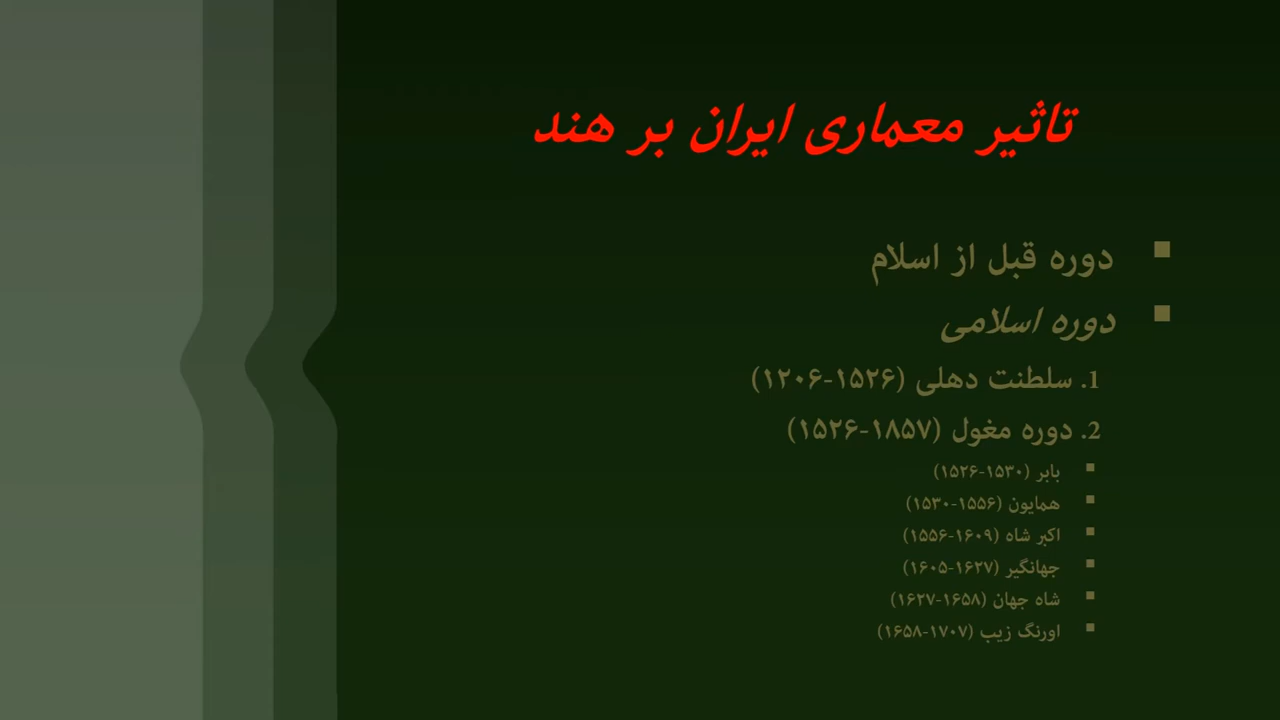 تاثیر معماری ایران بر هند
▪ دوره قبل از اسلام
▪ دوره اسلامی
1. سلطنت دهلی (۱۵۲۶-۱۲۰۶)
2. دوره مغول (۱۸۵۷-۱۵۲۶)
▪ بابر (۱۵۳۰-۱۵۲۶)
▪ همایون (۱۵۵۶-۱۵۳۰)
▪ اکبر شاه (۱۶۰۹-۱۵۵۶)
▪ جهانگیر (۱۶۲۷-۱۶۰۵)
▪ شاه جهان (۱۶۵۸-۱۶۲۷)
▪ اورنگ زیب (۱۷۰۷-۱۶۵۸)